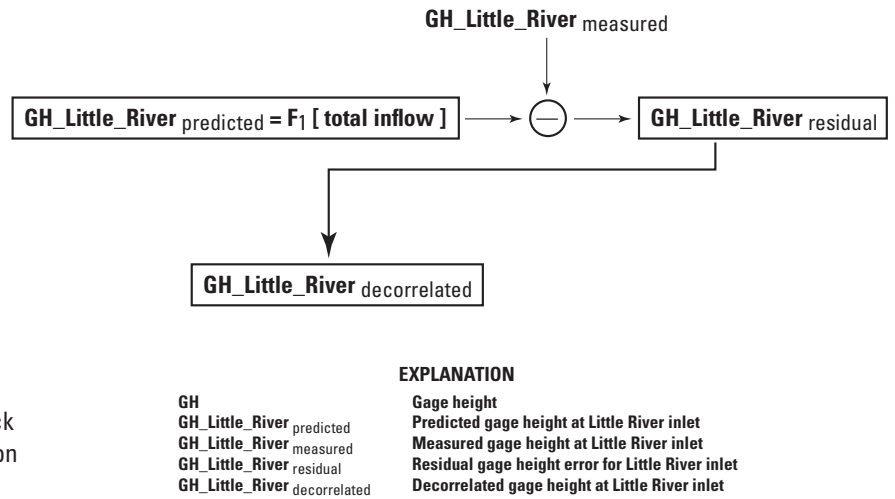 GH_Little_River measured
GH_Little_River predicted = F1 [ total inflow ]
—
GH_Little_River residual
GH_Little_River decorrelated
EXPLANATION
GH Gage height
GH_Little_River predicted Predicted gage height at Little River inlet
GH_Little_River measured Measured gage height at Little River inlet
GH_Little_River residual Residual gage height error for Little River inlet
GH_Little_River decorrelated Decorrelated gage height at Little River inlet